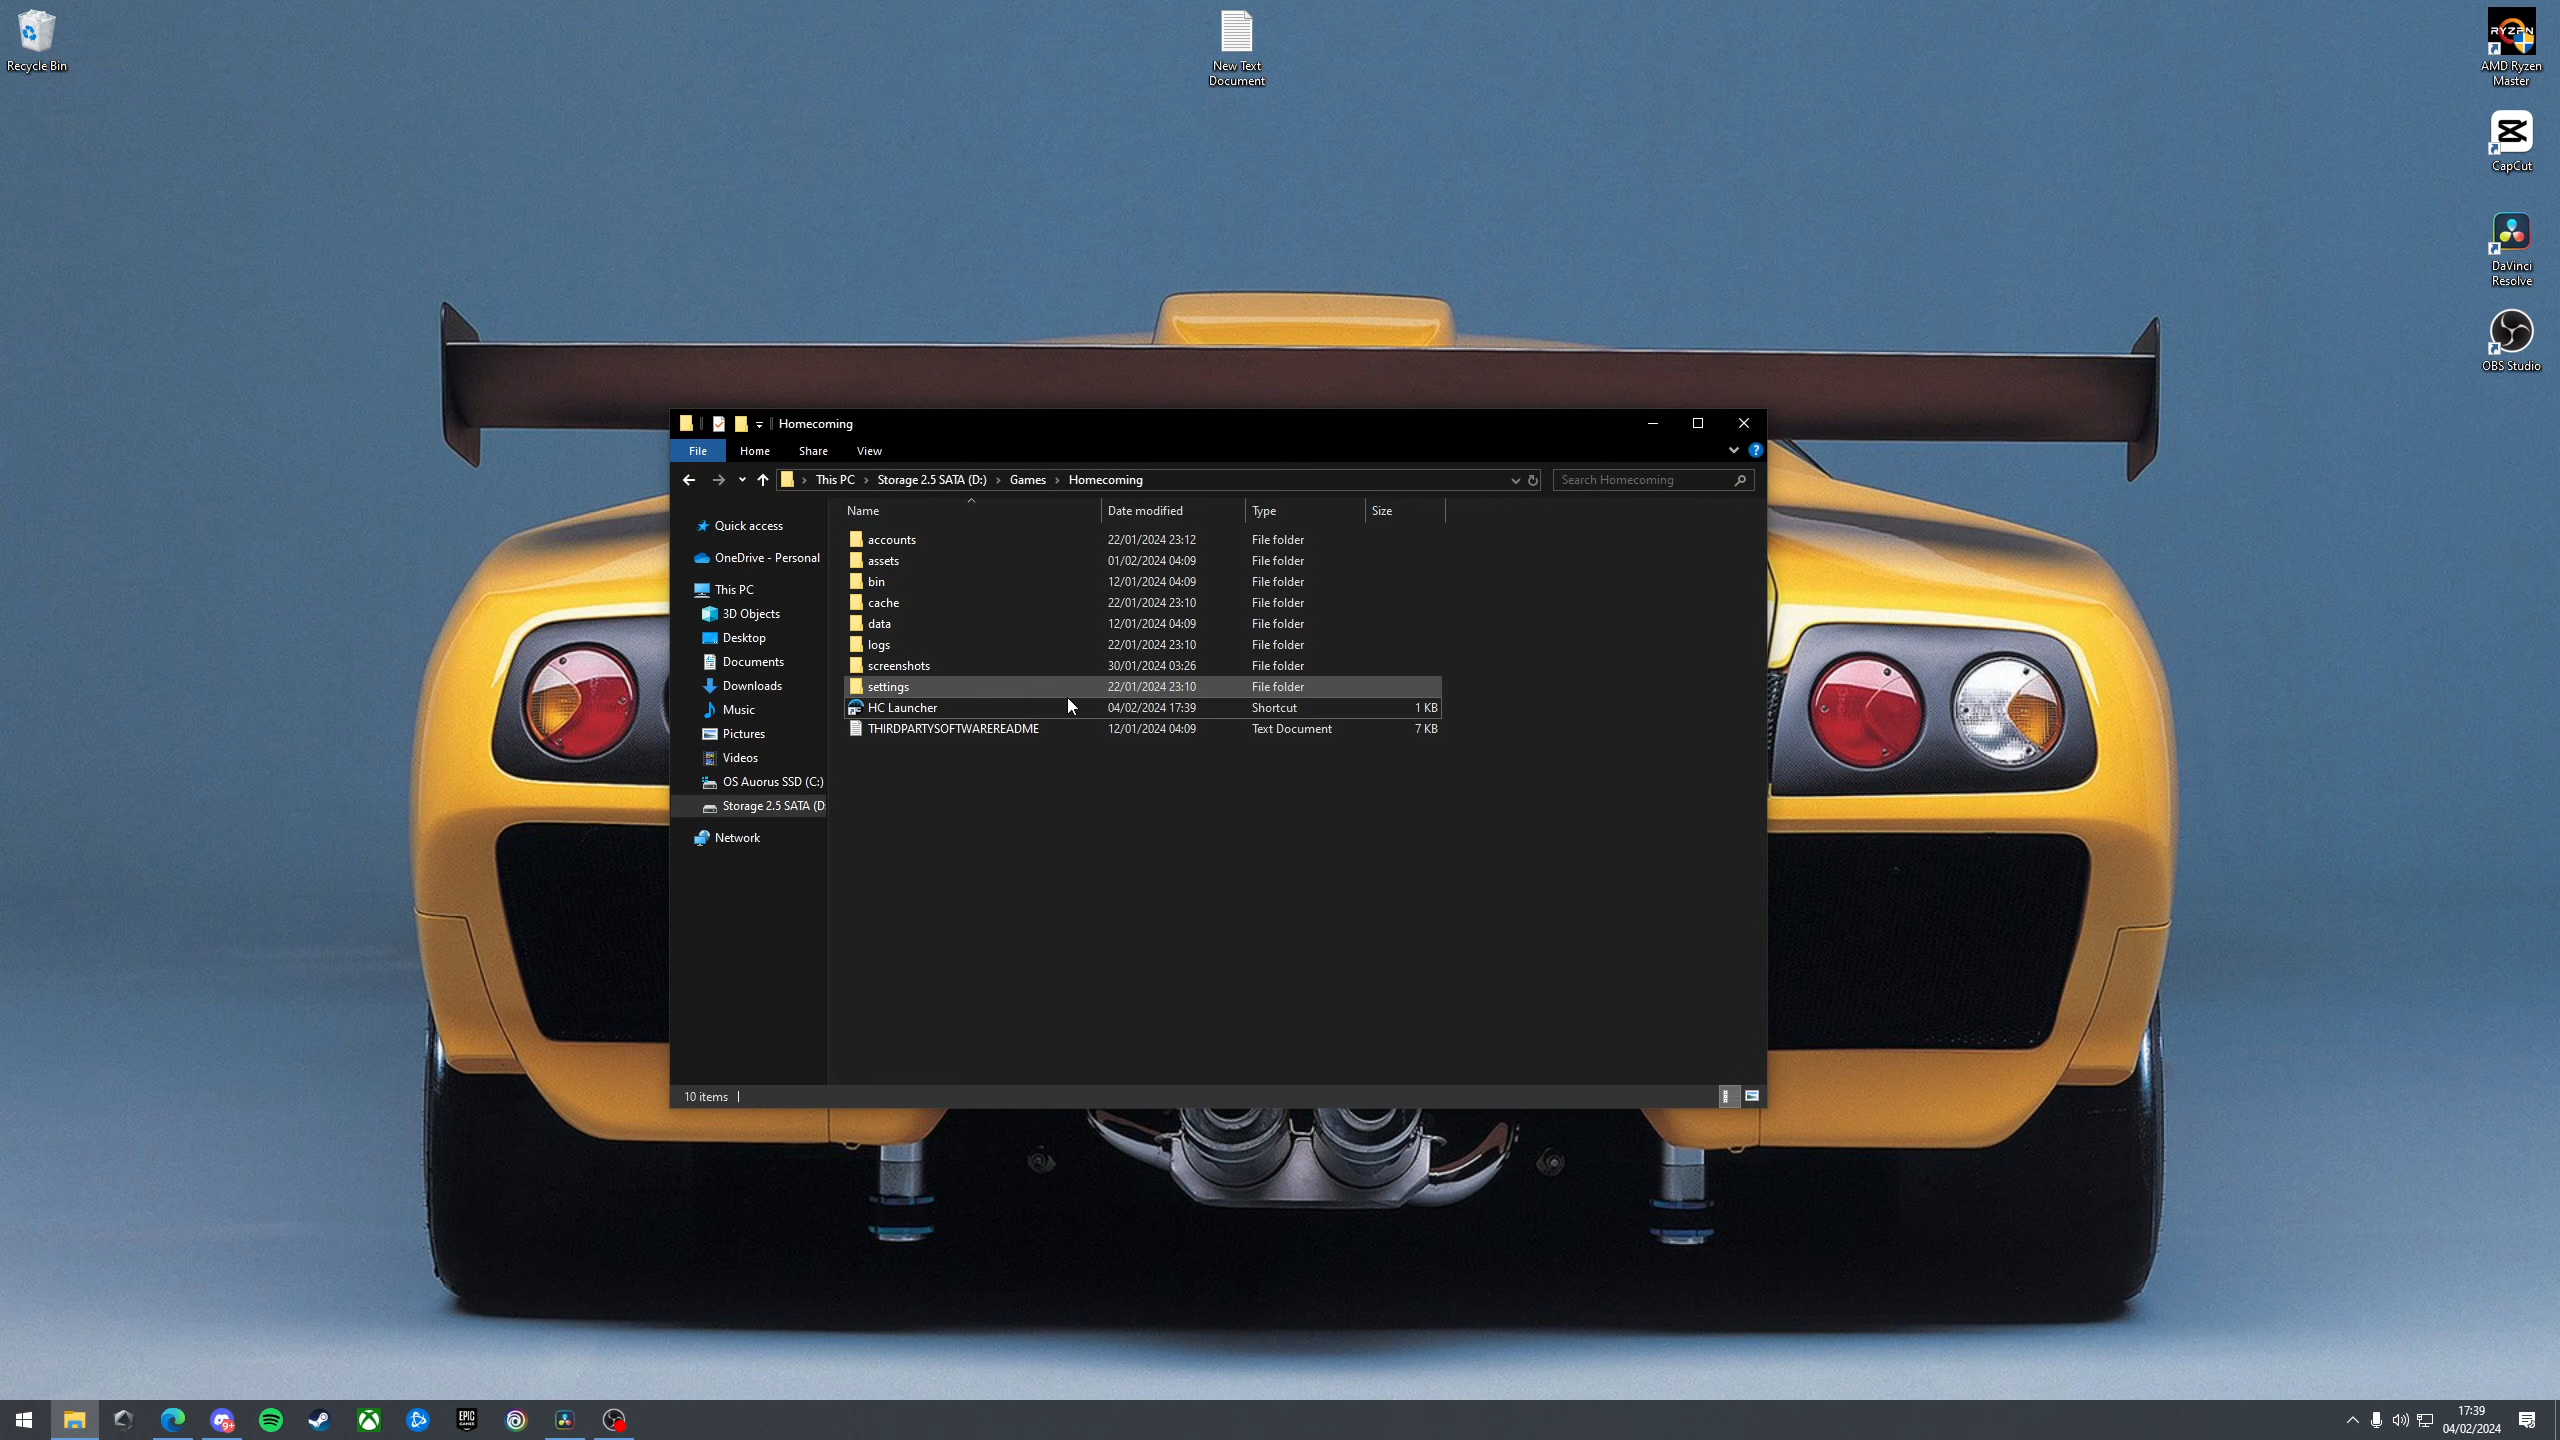 Recycle Bin
New Text
Document
RYZEN
AMD Ryzen
Master
CapCut
DaVinci
Resolve
OBS Studio
Homecoming
File Home Share View
This PC Storage 2.5 SATA (D:) Games Homecoming
Search Homecoming
Name Date modified Type Size
Quick access
OneDrive - Personal
This PC
3D Objects
Desktop
Documents
Downloads
Music
Pictures
Videos
OS Auorus SSD (C:)
Storage 2.5 SATA (D:
Network
accounts 22/01/2024 23:12 File folder
assets 01/02/2024 04:09 File folder
bin 12/01/2024 04:09 File folder
cache 22/01/2024 23:10 File folder
data 12/01/2024 04:09 File folder
logs 22/01/2024 23:10 File folder
screenshots 30/01/2024 03:26 File folder
settings 22/01/2024 23:10 File folder
HC Launcher 04/02/2024 17:39 Shortcut 1 KB
THIRDPARTYSOFTWAREREADME 12/01/2024 04:09 Text Document 7 KB
10 items
9+
EPIC
GAMES
17:39
04/02/2024